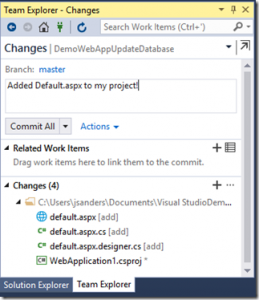 Team Explorer - Changes
Search Work Items (Ctrl+')
Changes | DemoWebAppUpdateDatabase
Branch: master
Added Default.aspx to my project!
Commit All Actions
Related Work Items
Drag work items here to link them to the commit.
Changes (4)
C:\Users\jsanders\Documents\Visual StudioDem...
default.aspx [add]
default.aspx.cs [add]
default.aspx.designer.cs [add]
WebApplication1.csproj *
Solution Explorer Team Explorer